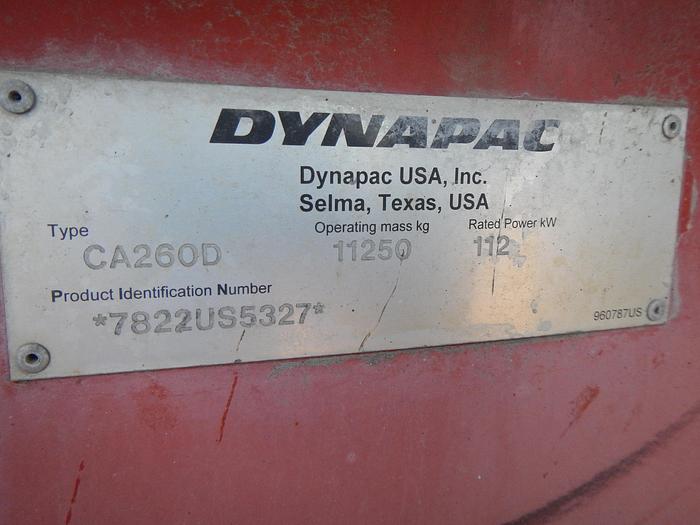 DYNAPAC
Dynapac USA, Inc.
Selma, Texas, USA
Type Operating mass kg Rated Power kW
CA260D 11250 112
Product Identification Number
*7822US5327*
960787US